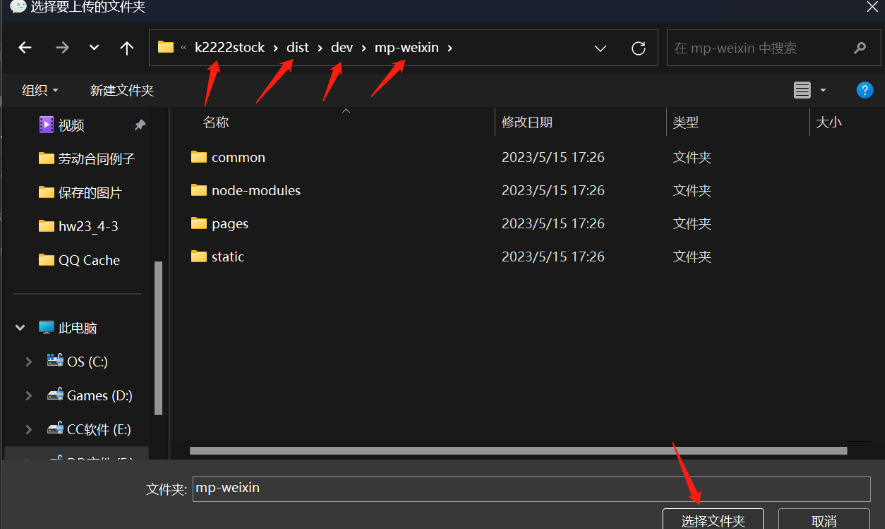 选择要上传的文件夹
« k2222stock › dist › dev › mp-weixin ›
在 mp-weixin 中搜索
组织 新建文件夹
名称 修改日期 类型 大小
视频
劳动合同例子
保存的图片
hw23_4-3
QQ Cache
此电脑
OS (C:)
Games (D:)
CC软件 (E:)
common 2023/5/15 17:26 文件夹
node-modules 2023/5/15 17:26 文件夹
pages 2023/5/15 17:26 文件夹
static 2023/5/15 17:26 文件夹
文件夹: mp-weixin
选择文件夹 取消